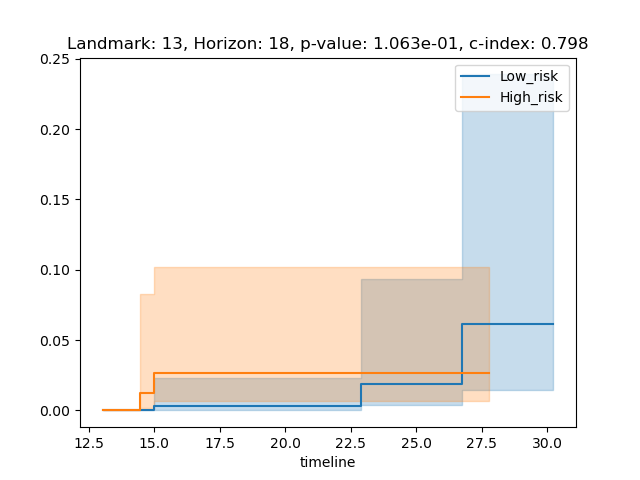 Landmark: 13, Horizon: 18, p-value: 1.063e-01, c-index: 0.798
Low_risk
High_risk
0.25
0.20
0.15
0.10
0.05
0.00
12.5 15.0 17.5 20.0 22.5 25.0 27.5 30.0
timeline